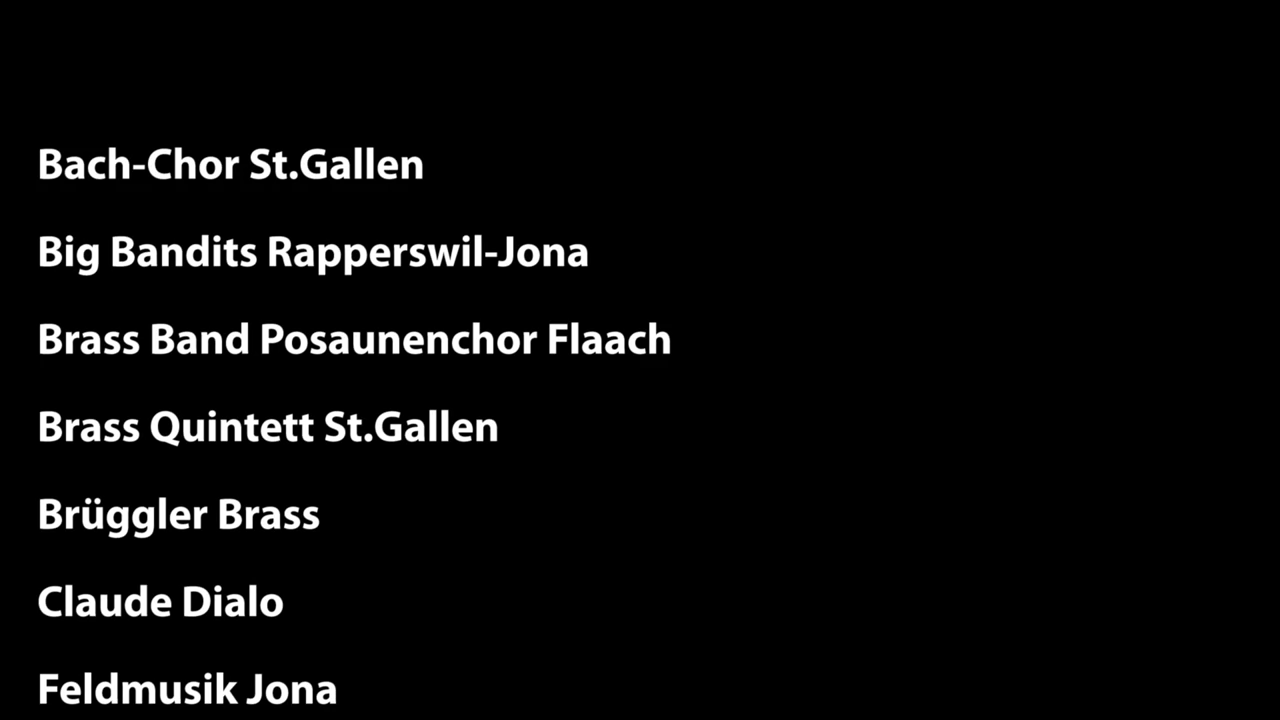 Bach-Chor St.Gallen
Big Bandits Rapperswil-Jona
Brass Band Posaunenchor Flaach
Brass Quintett St.Gallen
Brüggler Brass
Claude Dialo
Feldmusik Jona